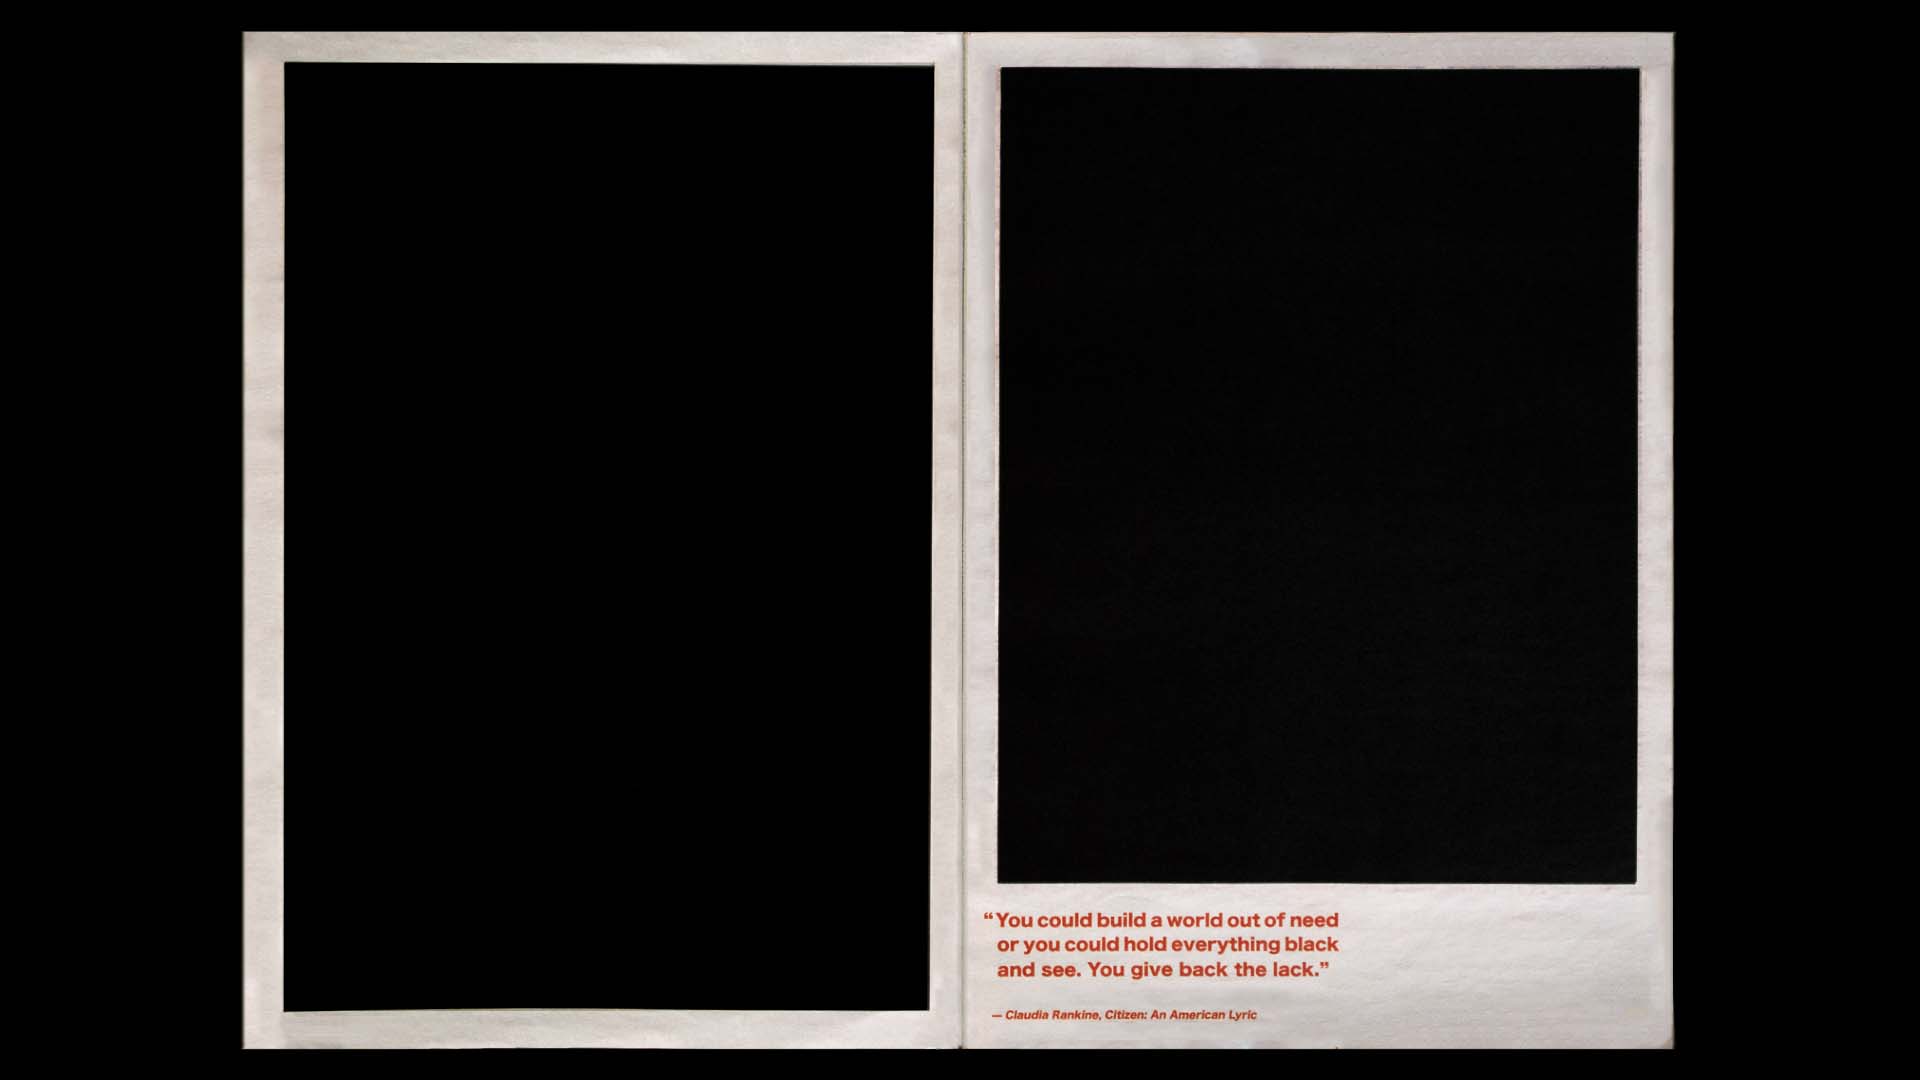 “You could build a world out of need
or you could hold everything black
and see. You give back the lack.”
— Claudia Rankine, Citizen: An American Lyric